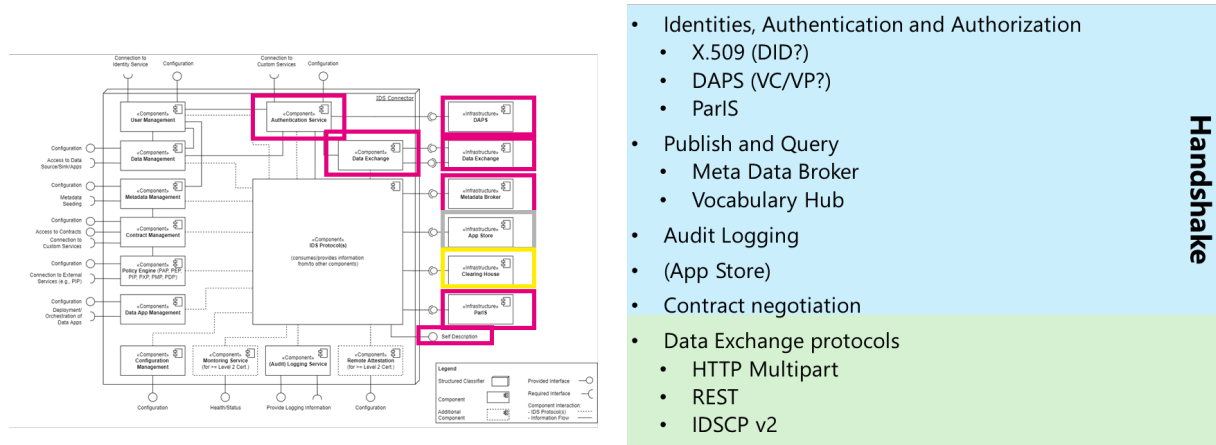 Connection to
Identity Service
Configuration
Connection to
Custom Services
Configuration
IDS Connector
«Component»
User Management
«Component»
Authentication Service
«Infrastructure»
DAPS
Configuration
Access to Data
Source/Sink/Apps
«Component»
Data Management
«Component»
Data Exchange
«Infrastructure»
Data Exchange
Configuration
Metadata
Seeding
«Component»
Metadata Management
«Infrastructure»
Metadata Broker
Configuration
Access to Contracts
Connection to
Custom Services
«Component»
Contract Management
«Component»
IDS Protocol(s)
(consumes/provides information
from/to other components)
«Infrastructure»
App Store
Configuration
Connection to External
Services (e.g., PIP)
«Component»
Policy Engine (PAP, PEP,
PIP, PXP, PMP, PDP)
«Infrastructure»
Clearing House
Configuration
Deployment/
Orchestration of
Data Apps
«Component»
Data App Management
«Infrastructure»
ParIS
Self Description
«Component»
Configuration
Management
«Component»
Monitoring Service
(for >= Level 2 Cert.)
«Component»
(Audit) Logging Service
«Component»
Remote Attestation
(for >= Level 2 Cert.)
Configuration
Health/Status
Provide Logging Information
Configuration
Legend
Structured Classifier
Component
Additional
Component
Provided Interface
Required Interface
Component Interaction:
- IDS Protocol(s)
- Information Flow
• Identities, Authentication and Authorization
• X.509 (DID?)
• DAPS (VC/VP?)
• ParIS
• Publish and Query
• Meta Data Broker
• Vocabulary Hub
• Audit Logging
• (App Store)
• Contract negotiation
• Data Exchange protocols
• HTTP Multipart
• REST
• IDSCP v2
Handshake